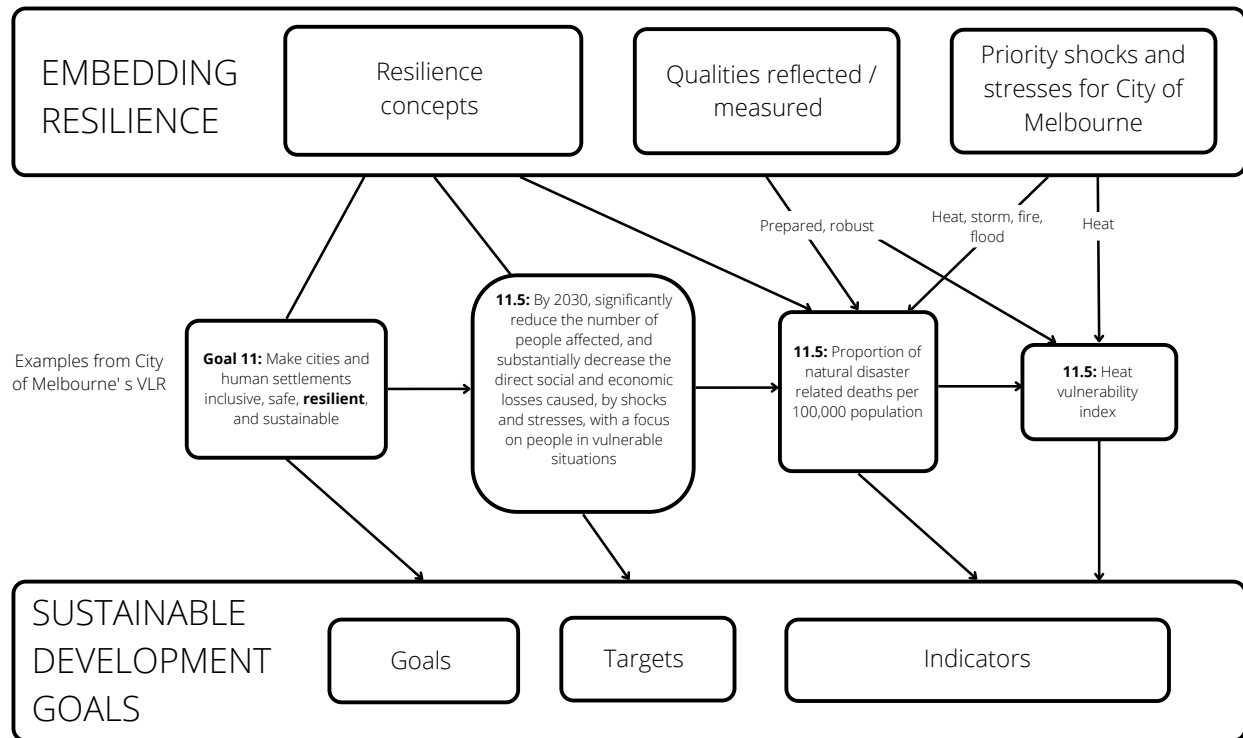 EMBEDDING
RESILIENCE
Resilience
concepts
Qualities reflected /
measured
Priority shocks and
stresses for City of
Melbourne
Prepared, robust
Heat, storm, fire,
flood
Heat
Examples from City
of Melbourne' s VLR
Goal 11: Make cities and
human settlements
inclusive, safe, resilient,
and sustainable
11.5: By 2030, significantly
reduce the number of
people affected, and
substantially decrease the
direct social and economic
losses caused, by shocks
and stresses, with a focus
on people in vulnerable
situations
11.5: Proportion of
natural disaster
related deaths per
100,000 population
11.5: Heat
vulnerability
index
SUSTAINABLE
DEVELOPMENT
GOALS
Goals
Targets
Indicators